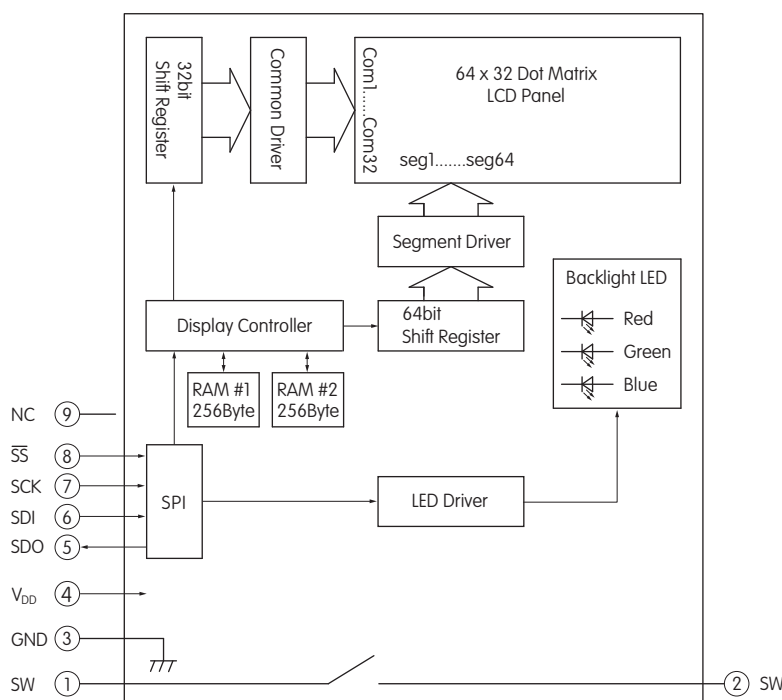 32bit
Shift Register
Common Driver
Com1......Com32
64 x 32 Dot Matrix
LCD Panel
seg1.......seg64
Segment Driver
Backlight LED
Red
Green
Blue
Display Controller
64bit
Shift Register
RAM #1
256Byte
RAM #2
256Byte
NC 9
S̅S̅ 8
SCK 7
SDI 6
SDO 5
SPI
LED Driver
VDD 4
GND 3
SW 1
2 SW